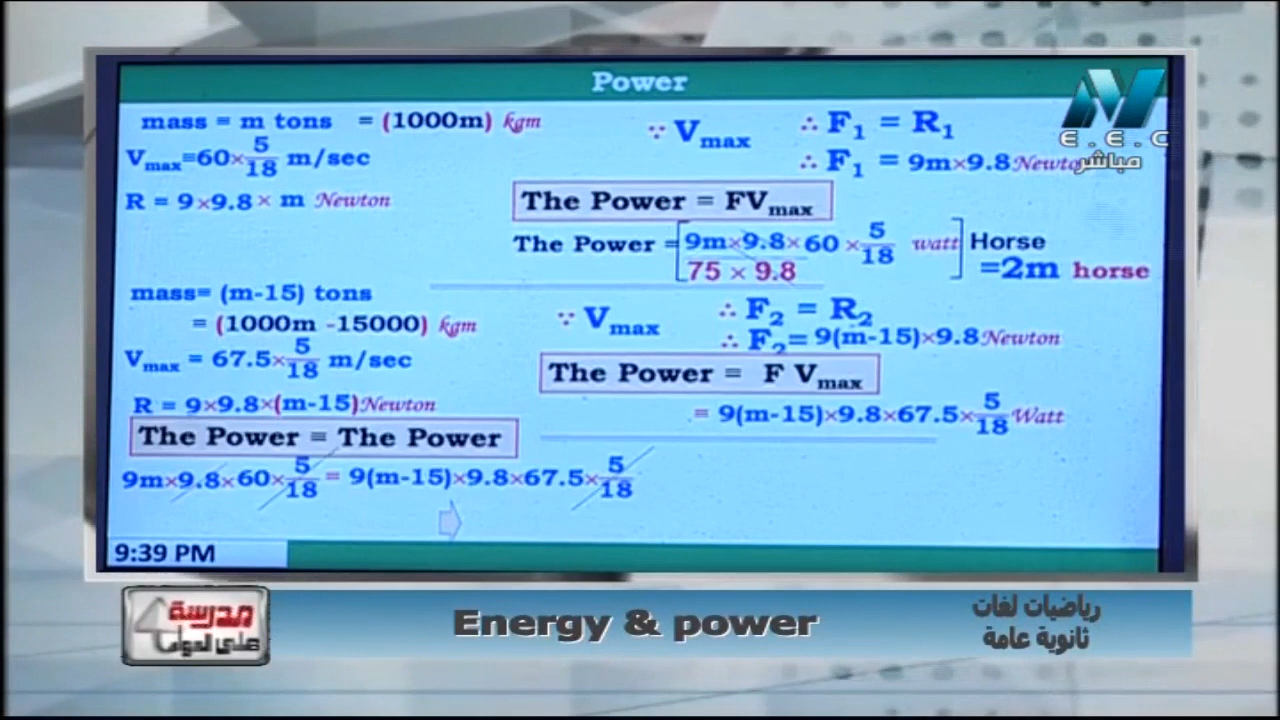 Power
mass = m tons = (1000m) kgm
Vmax=60×5/18 m/sec
R = 9×9.8× m Newton
∵ Vmax ∴ F1 = R1
∴ F1 = 9m×9.8 Newton
The Power = FVmax
The Power = [9m×9.8×60×5/18 watt / 75 × 9.8] Horse
=2m horse
mass= (m-15) tons
= (1000m -15000) kgm
Vmax = 67.5×5/18 m/sec
R = 9×9.8×(m-15) Newton
∵ Vmax ∴ F2 = R2
∴ F2= 9(m-15)×9.8 Newton
The Power = F Vmax
= 9(m-15)×9.8×67.5×5/18 Watt
The Power = The Power
9m×9.8×60×5/18 = 9(m-15)×9.8×67.5×5/18
9:39 PM
E.E.C
مباشر
مدرسة
على الهواء
Energy & power
رياضيات لغات
ثانوية عامة